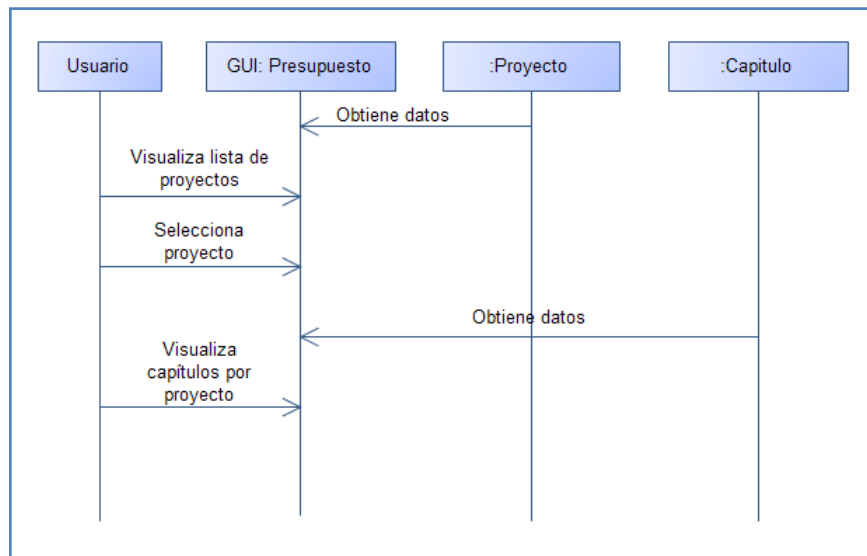 Usuario
GUI: Presupuesto
:Proyecto
:Capitulo
Obtiene datos
Visualiza lista de
proyectos
Selecciona
proyecto
Obtiene datos
Visualiza
capítulos por
proyecto